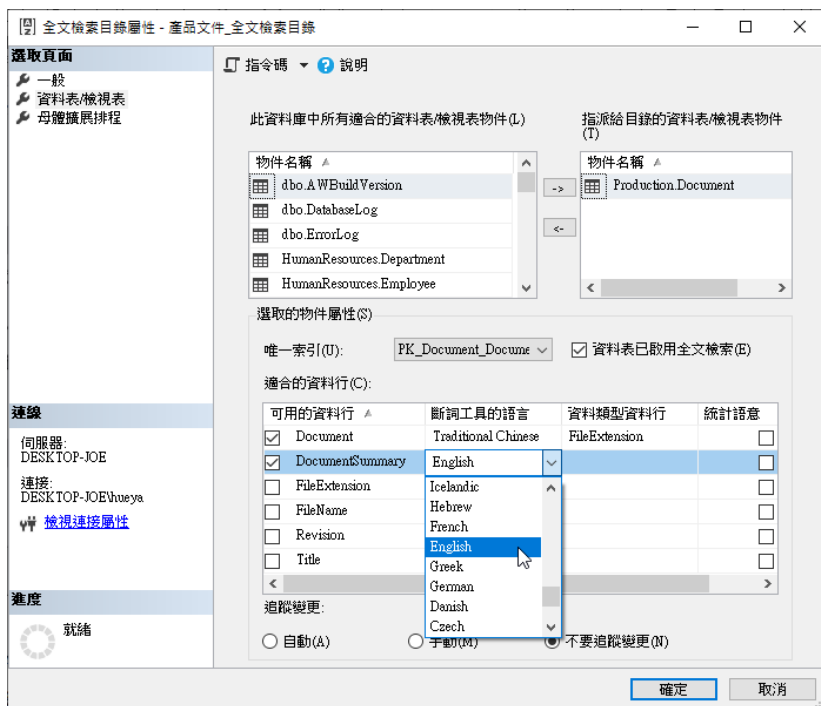 全文檢索目錄屬性 - 產品文件_全文檢索目錄
選取頁面
一般
資料表/檢視表
母體擴展排程
指令碼 說明
此資料庫中所有適合的資料表/檢視表物件(L)
指派給目錄的資料表/檢視表物件
(T)
物件名稱
dbo.AWBuildVersion
dbo.DatabaseLog
dbo.ErrorLog
HumanResources.Department
HumanResources.Employee
->
<-
物件名稱
Production.Document
選取的物件屬性(S)
唯一索引(U): PK_Document_Docume 資料表已啟用全文檢索(E)
適合的資料行(C):
可用的資料行 斷詞工具的語言 資料類型資料行 統計語意
Document Traditional Chinese FileExtension
DocumentSummary English
FileExtension
FileName
Revision
Title
Icelandic
Hebrew
French
English
Greek
German
Danish
Czech
追蹤變更:
自動(A) 手動(M) 不要追蹤變更(N)
連線
伺服器:
DESKTOP-JOE
連接:
DESKTOP-JOE\hueya
檢視連接屬性
進度
就緒
確定 取消